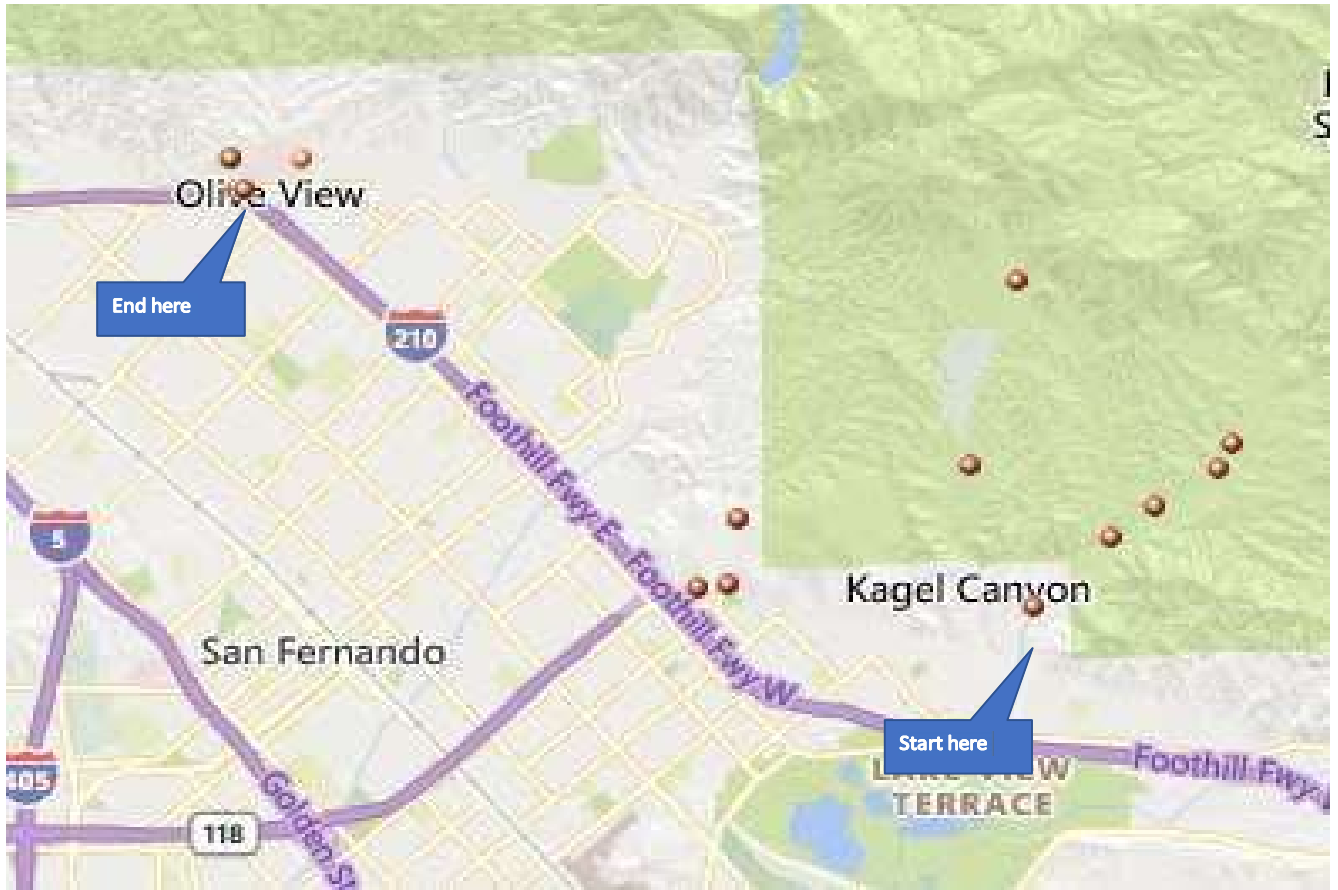 Olive View
End here
210
Foothill Fwy E
Foothill Fwy W
5
Kagel Canyon
San Fernando
Start here
LAKE VIEW
TERRACE
Foothill Fwy
405
118
Golden St